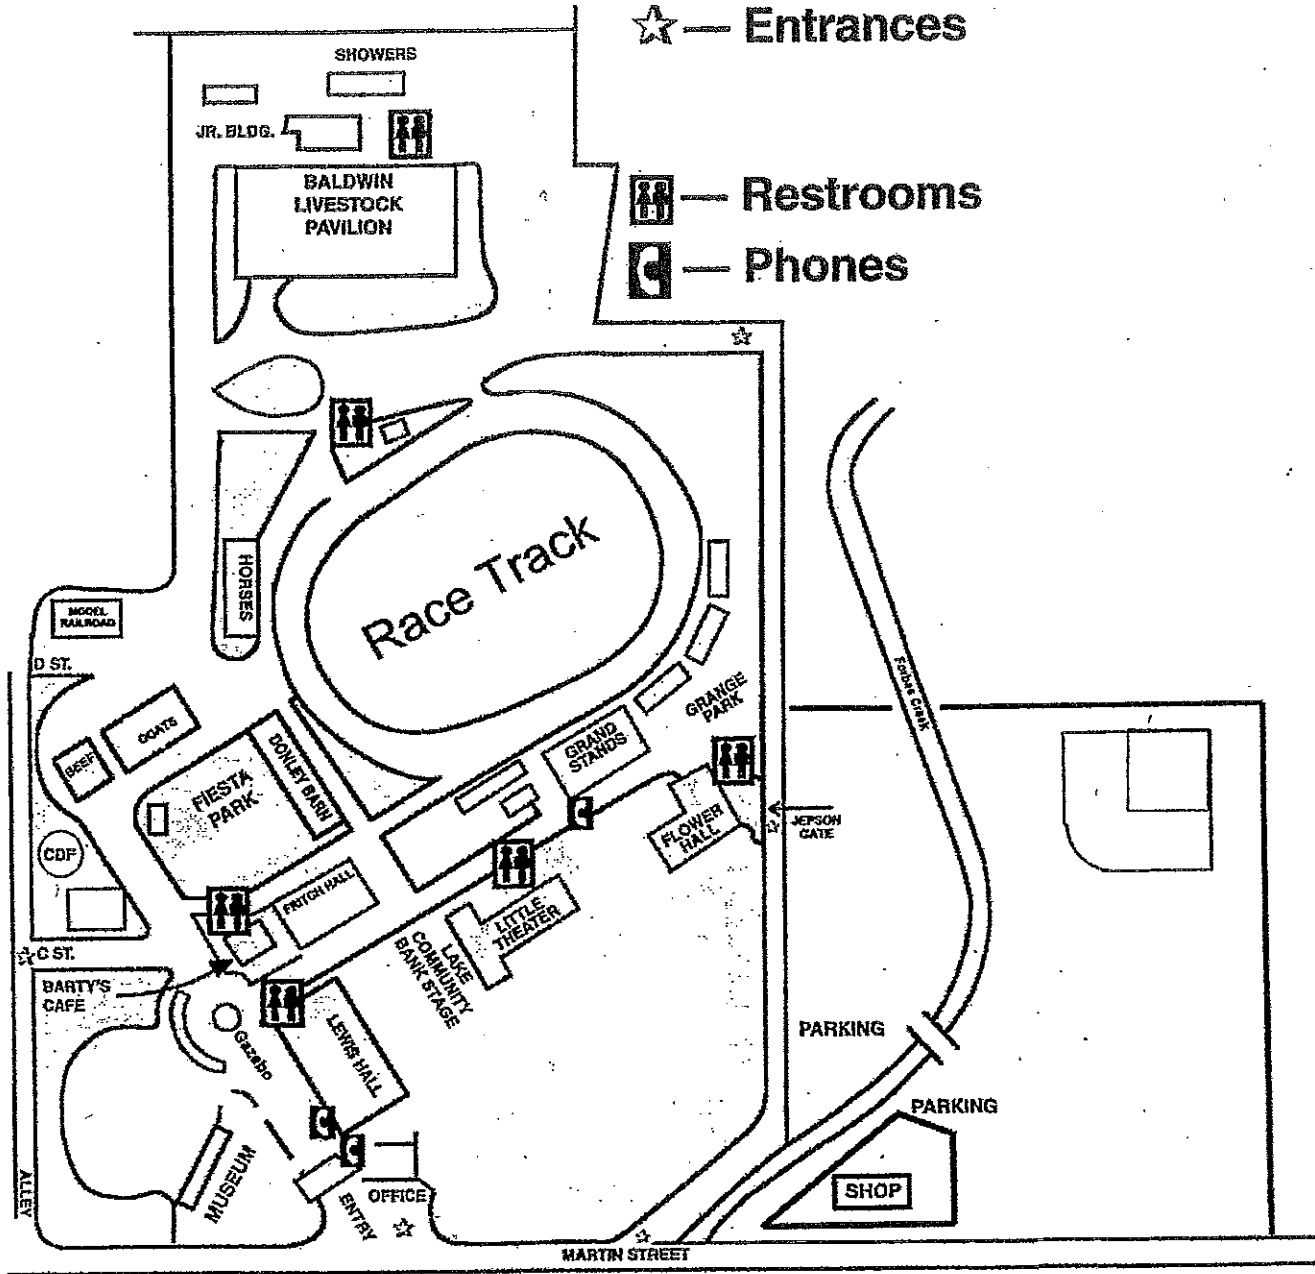 Entrances
SHOWERS
JR. BLDG.
BALDWIN
LIVESTOCK
PAVILION
Restrooms
Phones
Race Track
HORSES
MODEL
RAILROAD
D ST.
GOATS
BEEF
DONLEY BARN
FIESTA
PARK
GRAND
STANDS
GRANGE
PARK
Forbes Creek
FLOWER
HALL
JEPSON
GATE
CDF
FRITCH HALL
LITTLE
THEATER
LAKE
COMMUNITY
BANK STAGE
C ST.
BARTY'S
CAFE
Gazebo
LEWIS HALL
PARKING
PARKING
SHOP
MUSEUM
ALLEY
OFFICE
ENTRY
MARTIN STREET